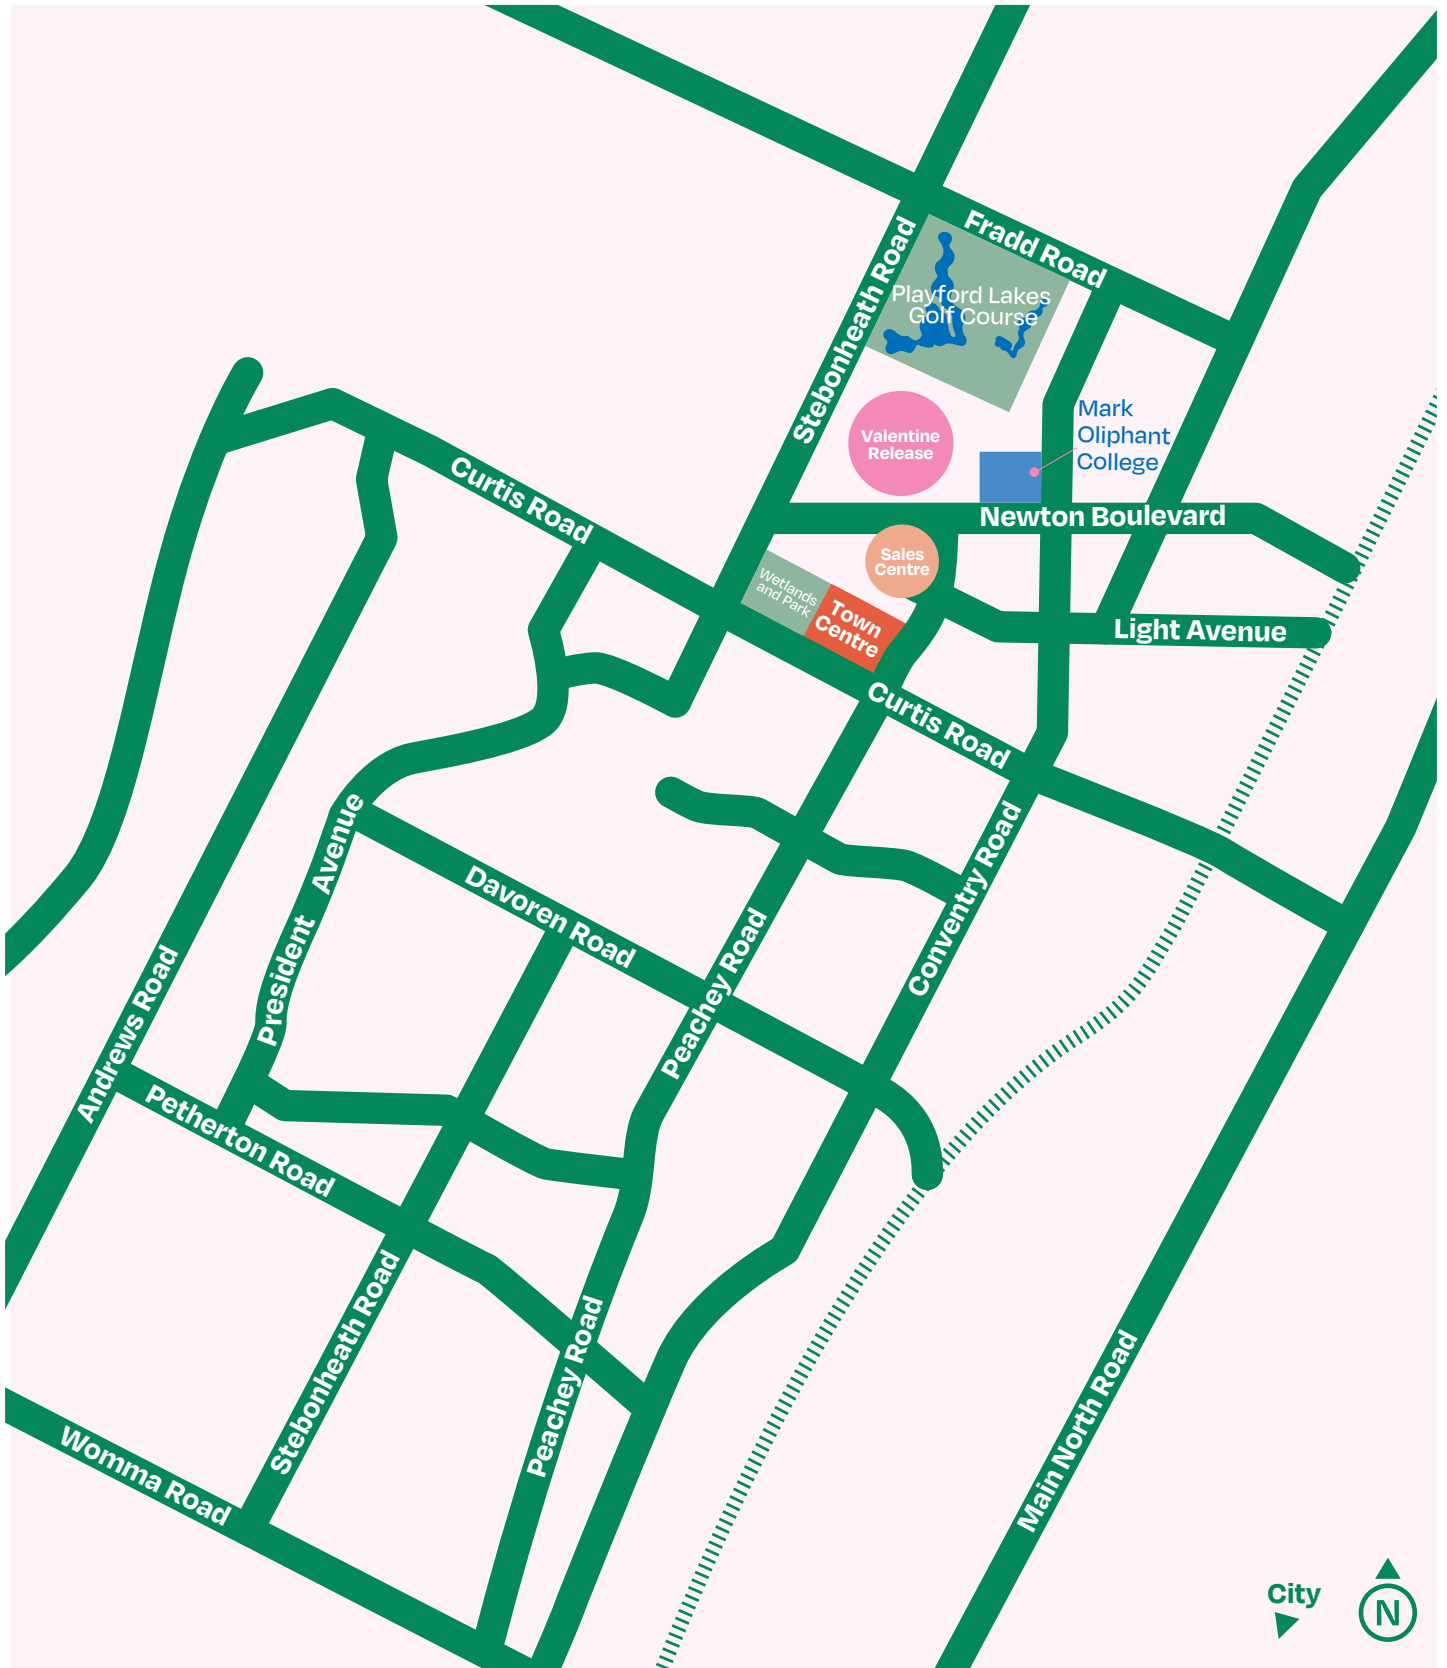 Fradd Road
Stebonheath Road
Playford Lakes
Golf Course
Valentine
Release
Mark
Oliphant
College
Curtis Road
Newton Boulevard
Sales
Centre
Wetlands
and Park
Town
Centre
Light Avenue
Curtis Road
President Avenue
Davoren Road
Conventry Road
Peachey Road
Andrews Road
Petherton Road
Stebonheath Road
Peachey Road
Main North Road
Womma Road
City
N